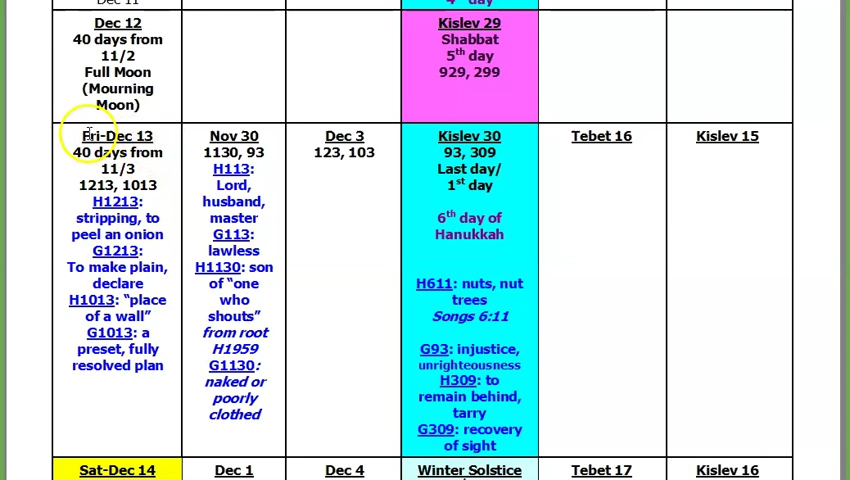 Dec 11
4th day
Dec 12
40 days from
11/2
Full Moon
(Mourning
Moon)
Kislev 29
Shabbat
5th day
929, 299
Fri-Dec 13
40 days from
11/3
1213, 1013
H1213:
stripping, to
peel an onion
G1213:
To make plain,
declare
H1013: “place
of a wall”
G1013: a
preset, fully
resolved plan
Nov 30
1130, 93
H113:
Lord,
husband,
master
G113:
lawless
H1130: son
of “one
who
shouts”
from root
H1959
G1130:
naked or
poorly
clothed
Dec 3
123, 103
Kislev 30
93, 309
Last day/
1st day
6th day of
Hanukkah
H611: nuts, nut
trees
Songs 6:11
G93: injustice,
unrighteousness
H309: to
remain behind,
tarry
G309: recovery
of sight
Tebet 16
Kislev 15
Sat-Dec 14
Dec 1
Dec 4
Winter Solstice
Tebet 17
Kislev 16